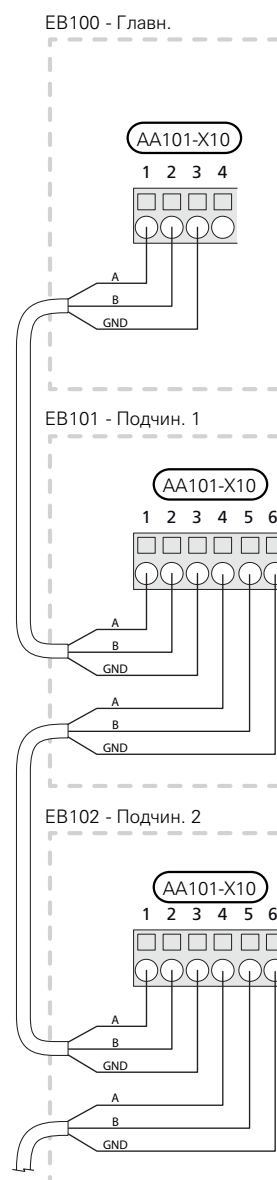 EB100 - Главн.
AA101-X10
1 2 3 4
A
B
GND
EB101 - Подчин. 1
AA101-X10
1 2 3 4 5 6
A
B
GND
A
B
GND
EB102 - Подчин. 2
AA101-X10
1 2 3 4 5 6
A
B
GND
A
B
GND